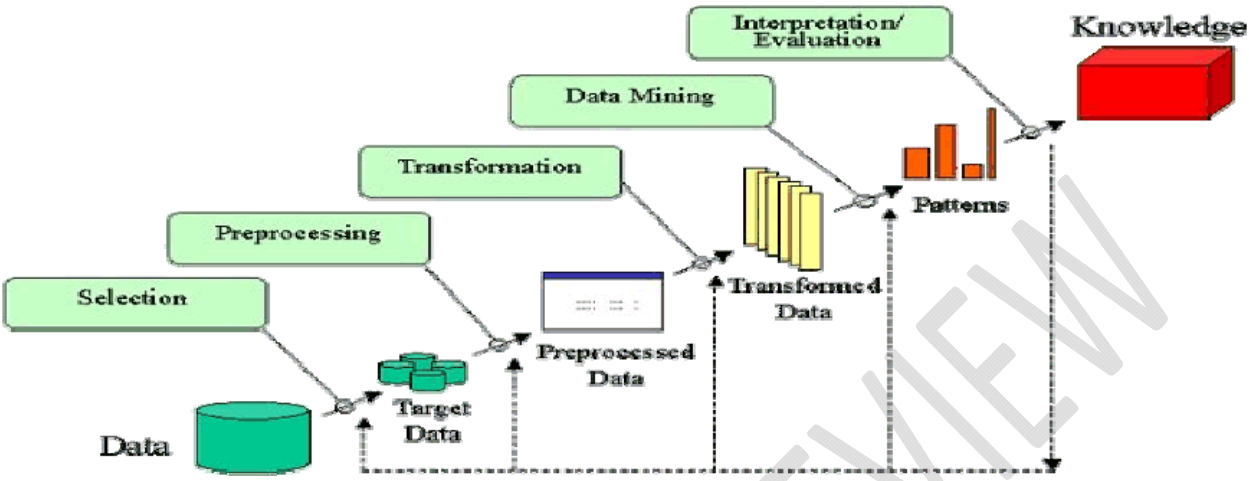 Interpretation/
Evaluation
Knowledge
Data Mining
Transformation
Patterns
Preprocessing
Transformed
Data
Selection
Preprocessed
Data
Target
Data
Data